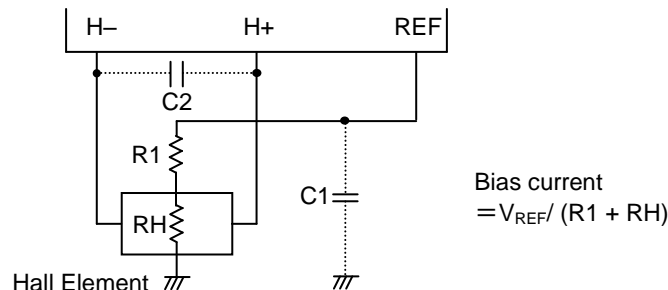 H– H+ REF
C2
R1
C1
RH
Hall Element
Bias current
＝VREF/ (R1 + RH)